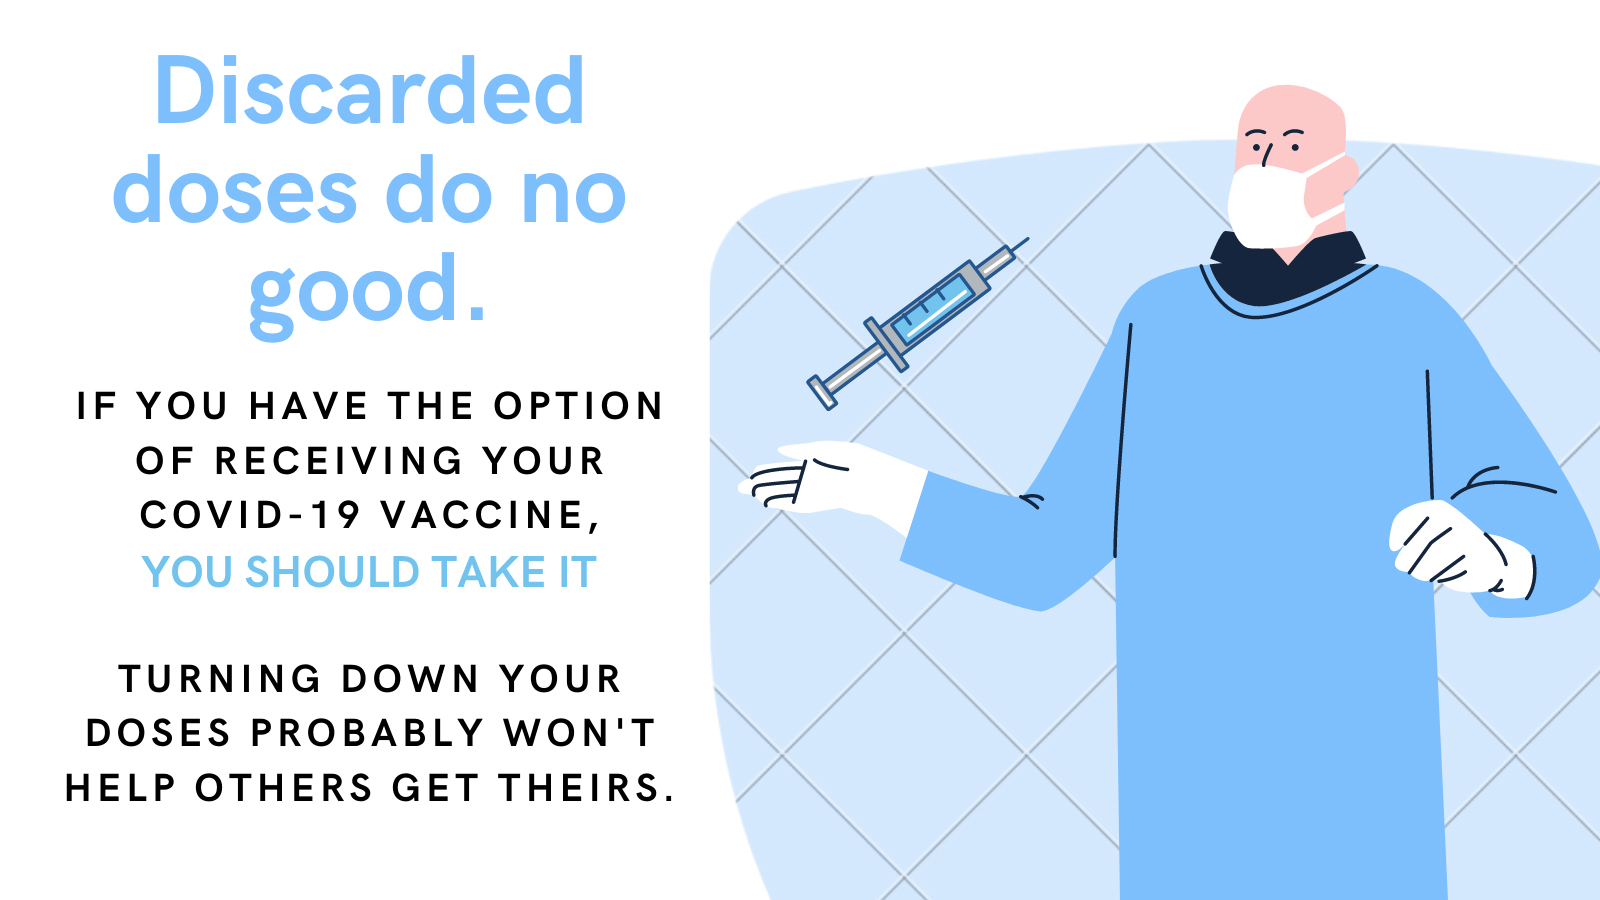 Discarded
doses do no
good.
IF YOU HAVE THE OPTION
OF RECEIVING YOUR
COVID-19 VACCINE,
YOU SHOULD TAKE IT
TURNING DOWN YOUR
DOSES PROBABLY WON'T
HELP OTHERS GET THEIRS.